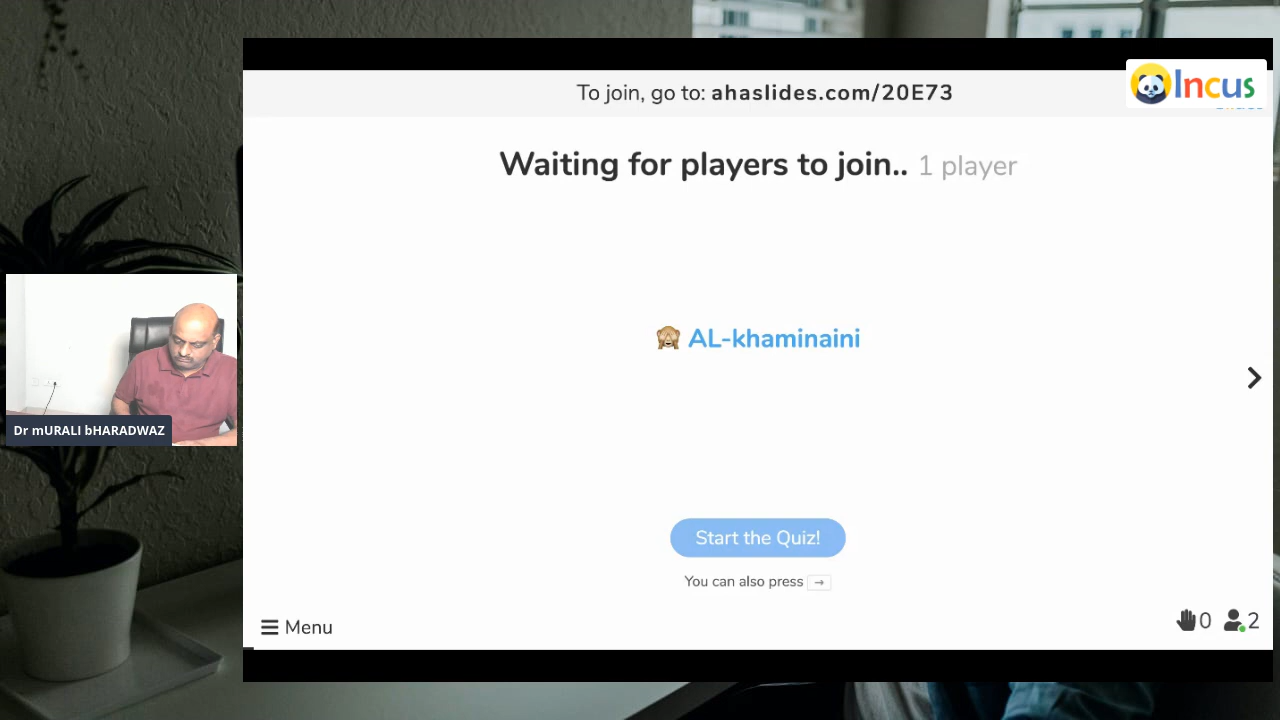 To join, go to: ahaslides.com/20E73
Incus
Waiting for players to join.. 1 player
AL-khaminaini
Dr mURALI bHARADWAZ
Start the Quiz!
You can also press →
Menu
0 2